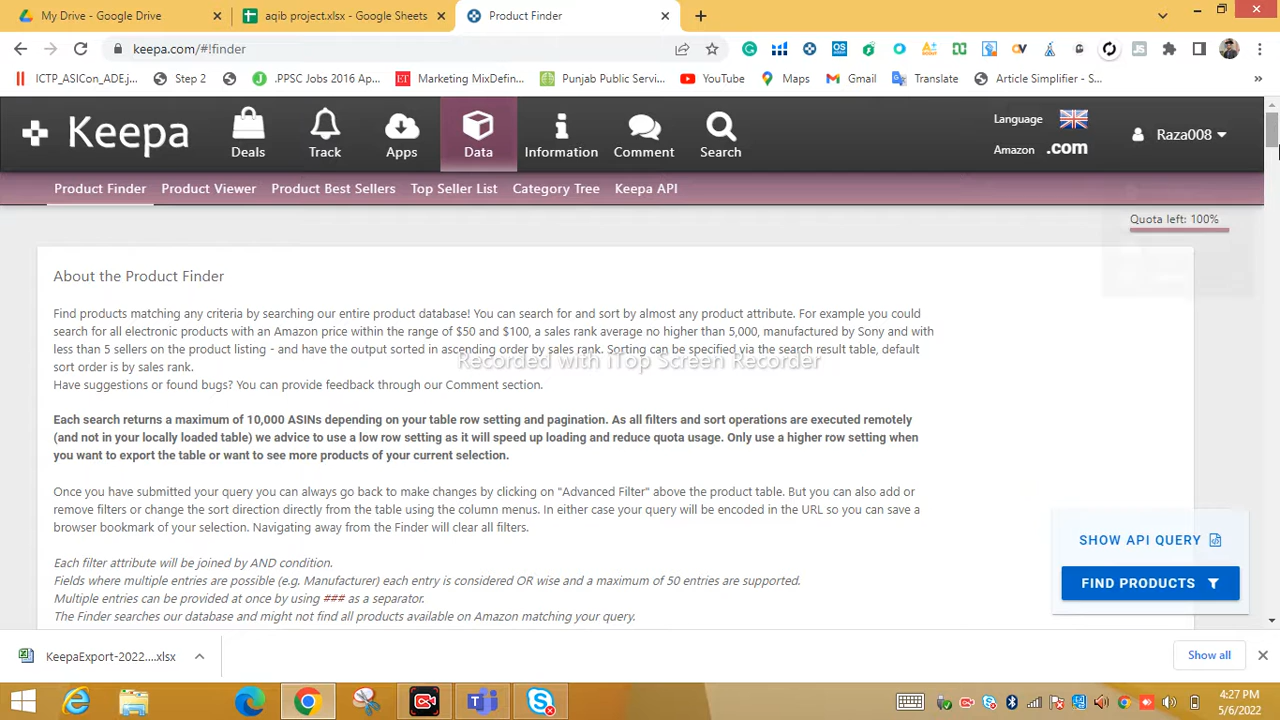 My Drive - Google Drive
aqib project.xlsx - Google Sheets
Product Finder
keepa.com/#!finder
ICTP_ASICon_ADE.j...
Step 2
.PPSC Jobs 2016 Ap...
Marketing MixDefin...
Punjab Public Servi...
YouTube
Maps
Gmail
Translate
Article Simplifier - S...
Keepa
Deals
Track
Apps
Data
Information
Comment
Search
Language
Amazon .com
Raza008
Product Finder
Product Viewer
Product Best Sellers
Top Seller List
Category Tree
Keepa API
Quota left: 100%
About the Product Finder
Find products matching any criteria by searching our entire product database! You can search for and sort by almost any product attribute. For example you could
search for all electronic products with an Amazon price within the range of $50 and $100, a sales rank average no higher than 5,000, manufactured by Sony and with
less than 5 sellers on the product listing - and have the output sorted in ascending order by sales rank. Sorting can be specified via the search result table, default
sort order is by sales rank.
Recorded with iTop Screen Recorder
Have suggestions or found bugs? You can provide feedback through our Comment section.
Each search returns a maximum of 10,000 ASINs depending on your table row setting and pagination. As all filters and sort operations are executed remotely
(and not in your locally loaded table) we advice to use a low row setting as it will speed up loading and reduce quota usage. Only use a higher row setting when
you want to export the table or want to see more products of your current selection.
Once you have submitted your query you can always go back to make changes by clicking on "Advanced Filter" above the product table. But you can also add or
remove filters or change the sort direction directly from the table using the column menus. In either case your query will be encoded in the URL so you can save a
browser bookmark of your selection. Navigating away from the Finder will clear all filters.
Each filter attribute will be joined by AND condition.
Fields where multiple entries are possible (e.g. Manufacturer) each entry is considered OR wise and a maximum of 50 entries are supported.
Multiple entries can be provided at once by using ### as a separator.
The Finder searches our database and might not find all products available on Amazon matching your query.
SHOW API QUERY
FIND PRODUCTS
KeepaExport-2022....xlsx
Show all
4:27 PM
5/6/2022